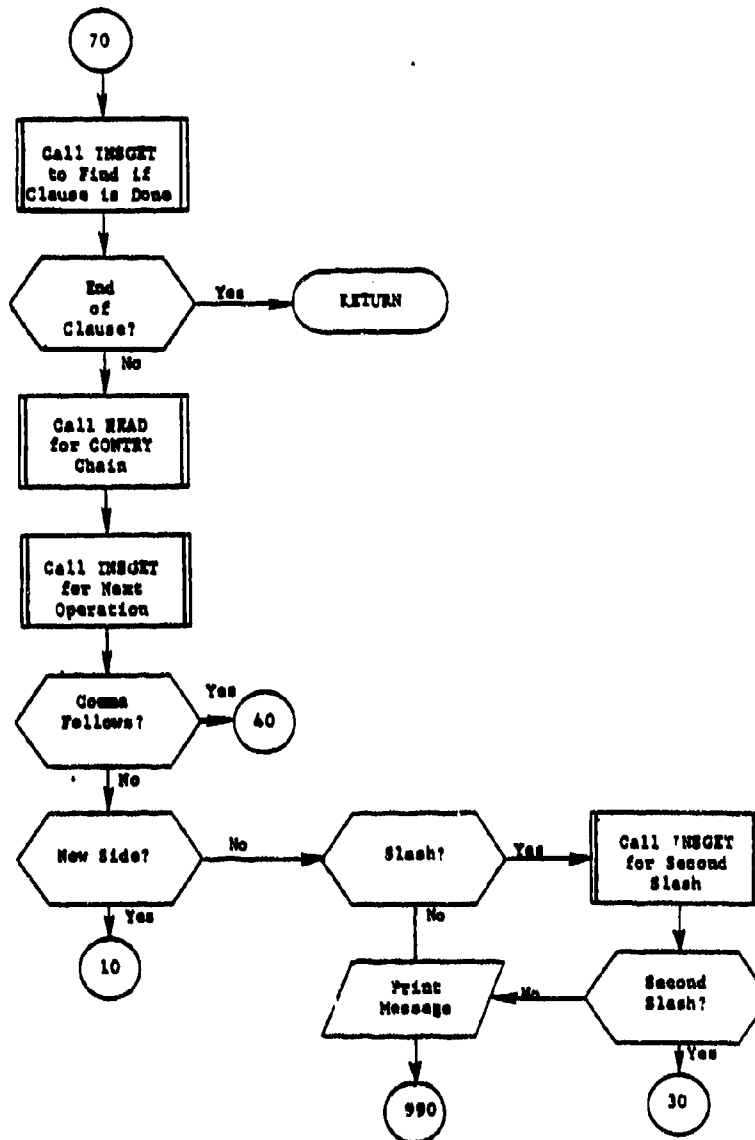 70
Call INSGET
to Find if
Clause is Done
End
of
Clause?
Yes
RETURN
No
Call HEAD
for CONTRY
Chain
Call INSGET
for Next
Operation
Comma
Follows?
Yes
40
No
New Side?
No
Slash?
Yes
Call INSGET
for Second
Slash
Yes
No
10
Print
Message
No
Second
Slash?
Yes
990
30